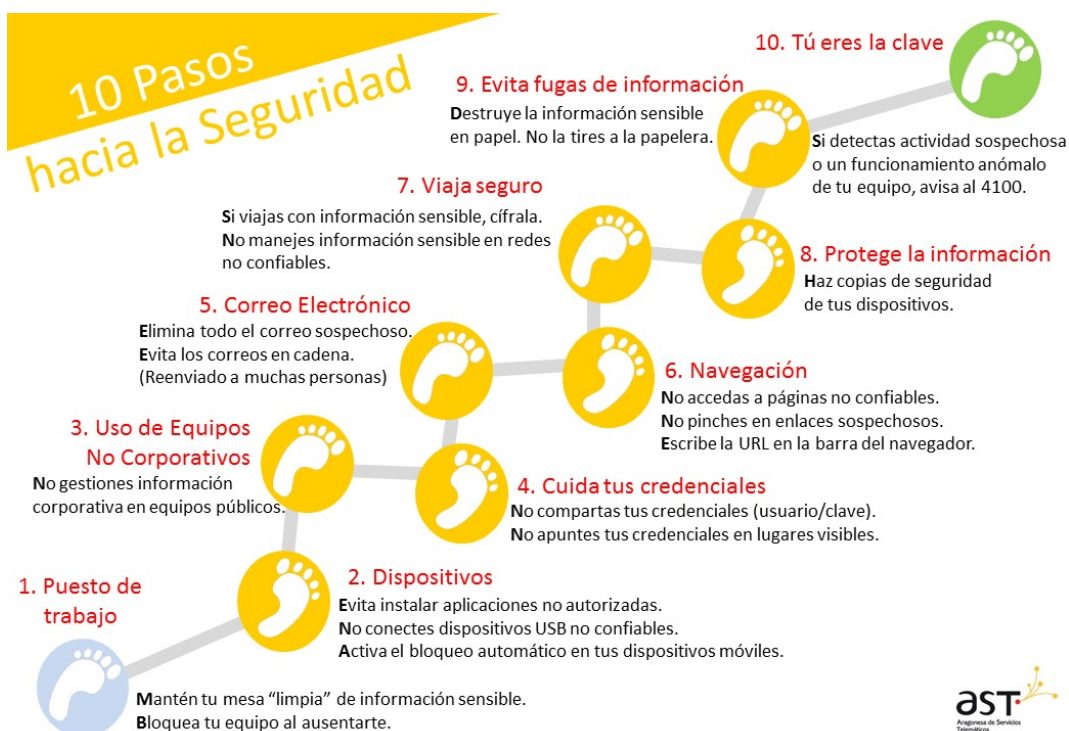 10 Pasos
hacia la Seguridad
1. Puesto de
trabajo
Mantén tu mesa “limpia” de información sensible.
Bloquea tu equipo al ausentarte.
2. Dispositivos
Evita instalar aplicaciones no autorizadas.
No conectes dispositivos USB no confiables.
Activa el bloqueo automático en tus dispositivos móviles.
3. Uso de Equipos
No Corporativos
No gestiones información
corporativa en equipos públicos.
4. Cuida tus credenciales
No compartas tus credenciales (usuario/clave).
No apuntes tus credenciales en lugares visibles.
5. Correo Electrónico
Elimina todo el correo sospechoso.
Evita los correos en cadena.
(Reenviado a muchas personas)
6. Navegación
No accedas a páginas no confiables.
No pinches en enlaces sospechosos.
Escribe la URL en la barra del navegador.
7. Viaja seguro
Si viajas con información sensible, cífrala.
No manejes información sensible en redes
no confiables.
8. Protege la información
Haz copias de seguridad
de tus dispositivos.
9. Evita fugas de información
Destruye la información sensible
en papel. No la tires a la papelera.
10. Tú eres la clave
Si detectas actividad sospechosa
o un funcionamiento anómalo
de tu equipo, avisa al 4100.
aST
Aragonesa de Servicios
Telemáticos